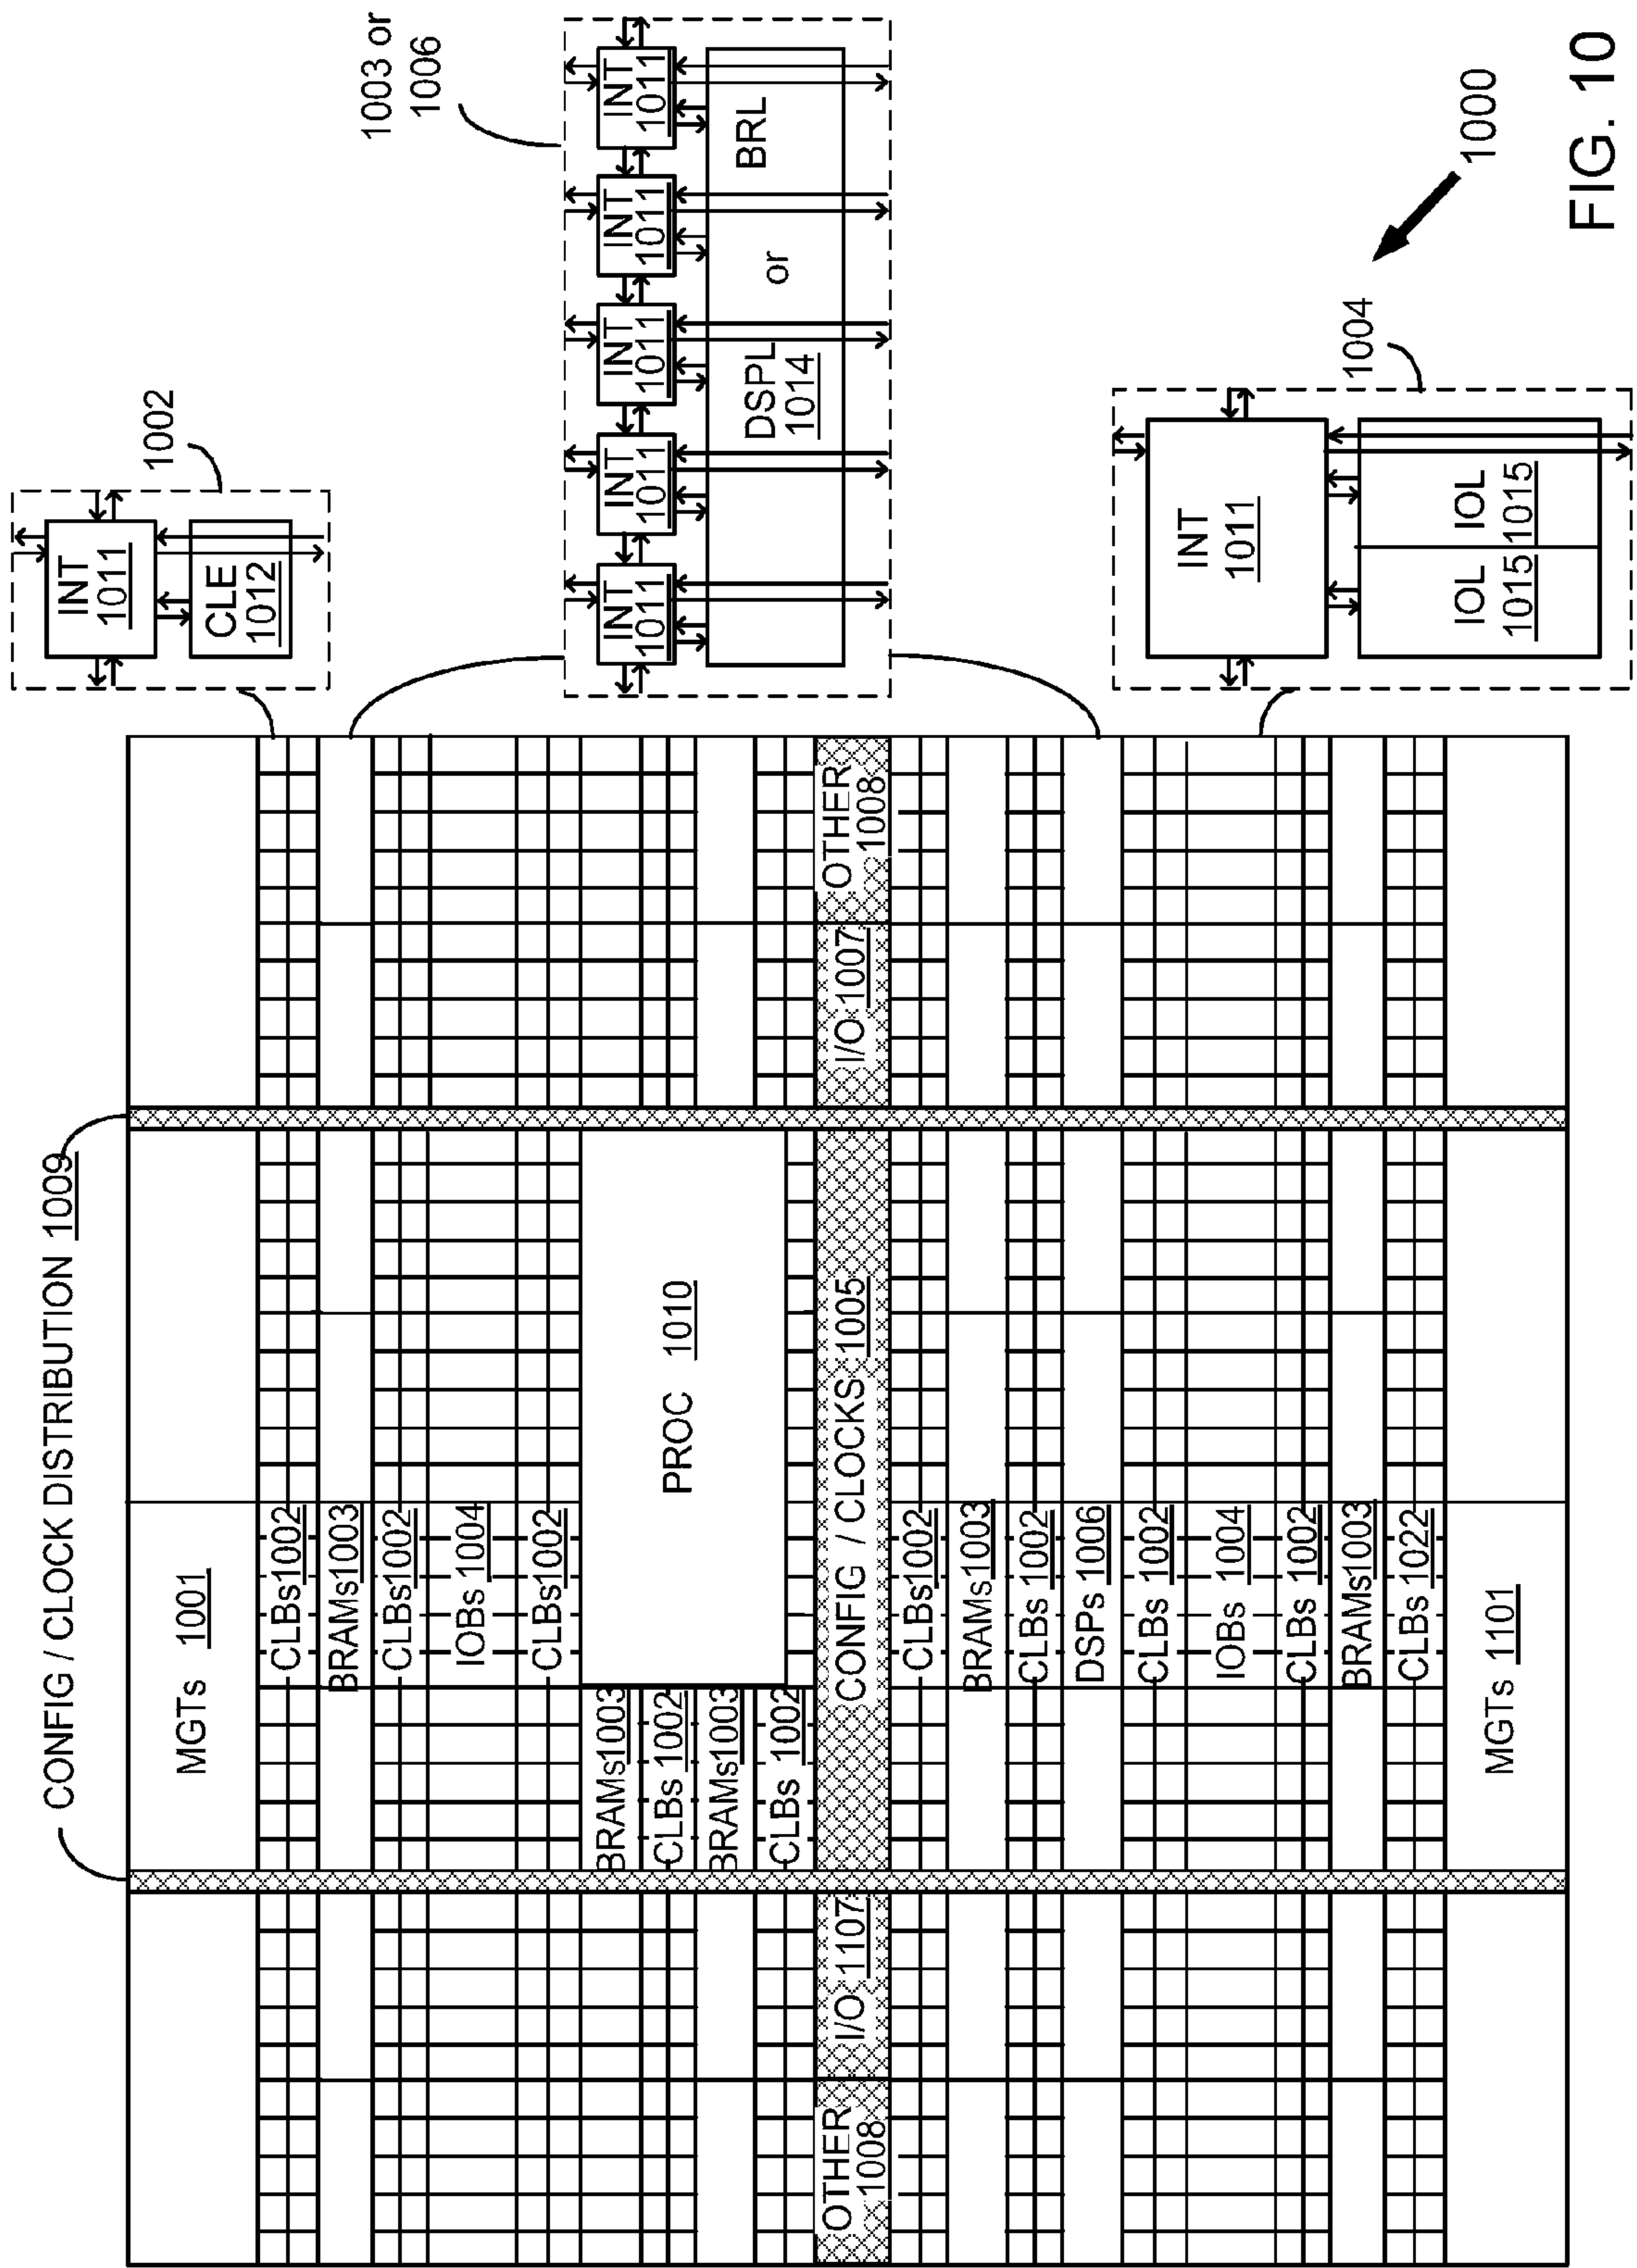 CONFIG / CLOCK DISTRIBUTION 1009
MGTs 1001
CLBs 1002
BRAMs 1003
CLBs 1002
IOBs 1004
CLBs 1002
BRAMs 1003
CLBs 1002
BRAMs 1003
CLBs 1002
PROC 1010
OTHER
1008
I/O 1107
CONFIG / CLOCKS 1005
I/O 1007
OTHER
1008
CLBs 1002
BRAMs 1003
CLBs 1002
DSPs 1006
CLBs 1002
IOBs 1004
CLBs 1002
BRAMs 1003
CLBs 1022
MGTs 1101
1002
INT
1011
CLE
1012
1003 or
1006
INT
1011
INT
1011
INT
1011
INT
1011
INT
1011
DSPL or BRL
1014
1004
INT
1011
IOL
1015
IOL
1015
1000
FIG. 10